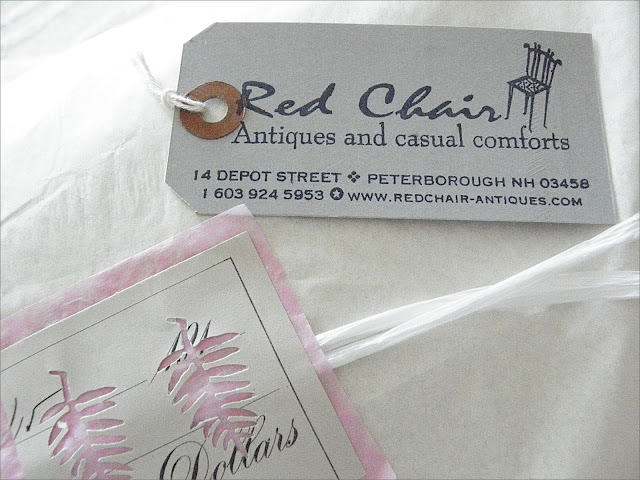 Red Chair
Antiques and casual comforts
14 DEPOT STREET ❖ PETERBOROUGH NH 03458
1 603 924 5953 ✪ WWW.REDCHAIR-ANTIQUES.COM
Dollars